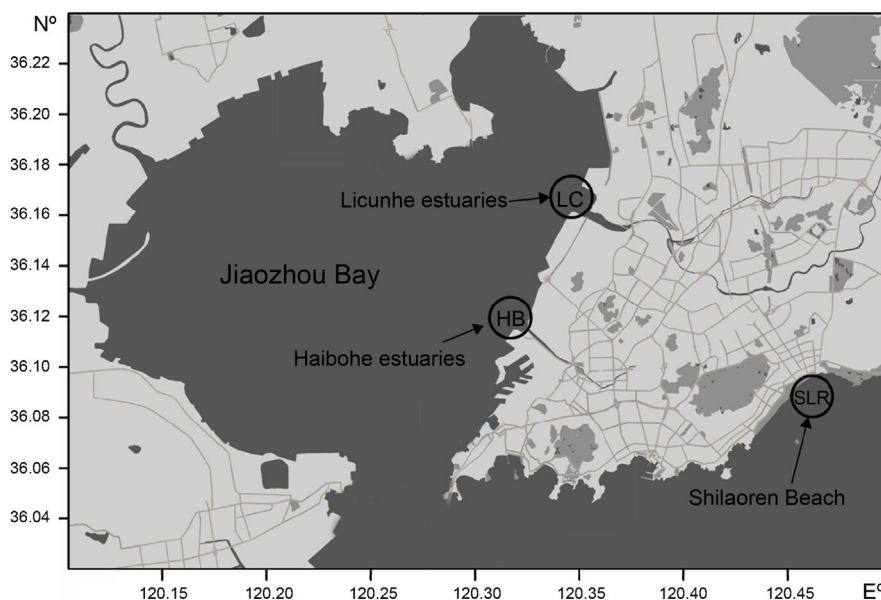 Nº
36.22
36.20
36.18
36.16
36.14
36.12
36.10
36.08
36.06
36.04
Licunhe estuaries
LC
Jiaozhou Bay
HB
Haibohe estuaries
SLR
Shilaoren Beach
120.15
120.20
120.25
120.30
120.35
120.40
120.45
Eº